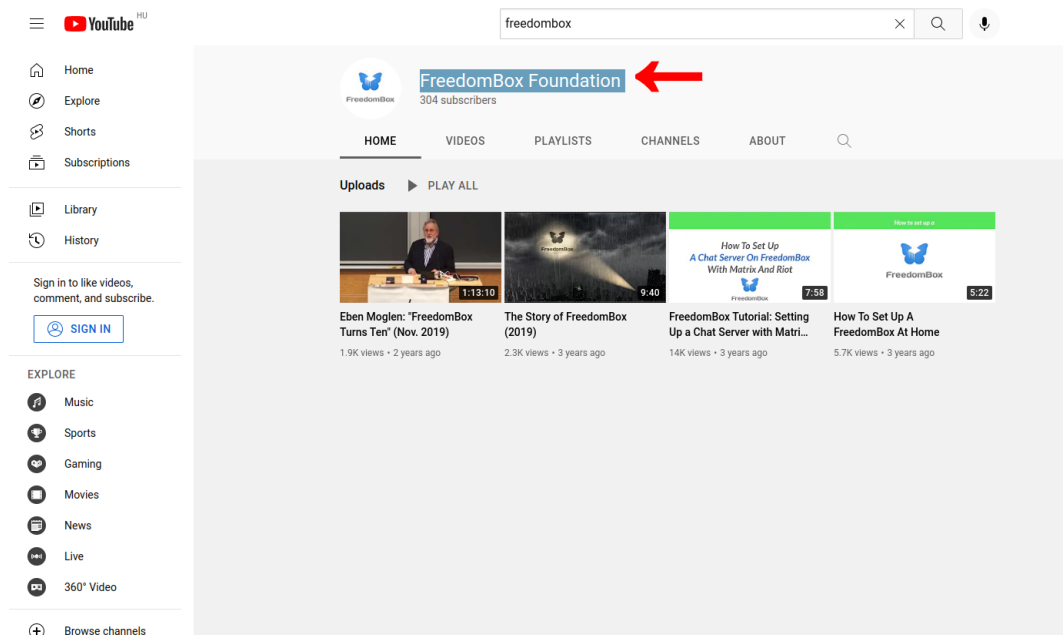 YouTube HU
freedombox
Home
Explore
Shorts
Subscriptions
Library
History
Sign in to like videos,
comment, and subscribe.
SIGN IN
EXPLORE
Music
Sports
Gaming
Movies
News
Live
360° Video
Browse channels
FreedomBox
FreedomBox Foundation
304 subscribers
HOME VIDEOS PLAYLISTS CHANNELS ABOUT
Uploads PLAY ALL
1:13:10
Eben Moglen: "FreedomBox
Turns Ten" (Nov. 2019)
1.9K views • 2 years ago
FreedomBox
9:40
The Story of FreedomBox
(2019)
2.3K views • 3 years ago
How To Set Up
A Chat Server On FreedomBox
With Matrix And Riot
FreedomBox
7:58
FreedomBox Tutorial: Setting
Up a Chat Server with Matri...
14K views • 3 years ago
How to set up a
FreedomBox
5:22
How To Set Up A
FreedomBox At Home
5.7K views • 3 years ago